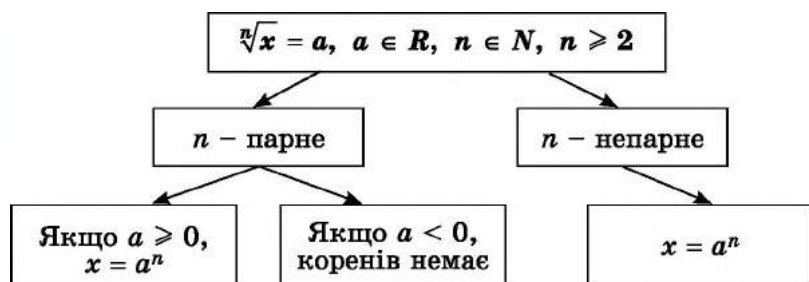 ⁿ√x = a, a ∈ R, n ∈ N, n ⩾ 2
n – парне
n – непарне
Якщо a ⩾ 0,
x = aⁿ
Якщо a < 0,
коренів немає
x = aⁿ